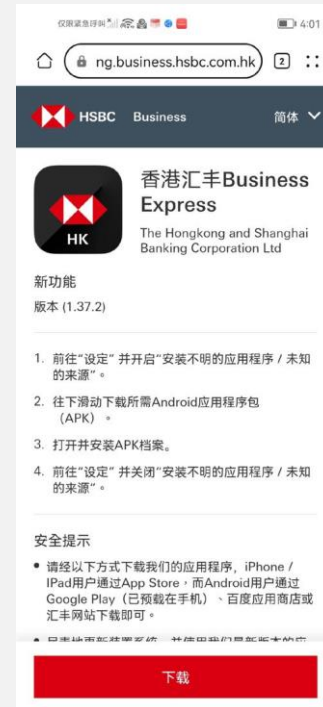 仅限紧急呼叫
4:01
ng.business.hsbc.com.hk
2
HSBC Business
简体
HK
香港汇丰Business
Express
The Hongkong and Shanghai
Banking Corporation Ltd
新功能
版本 (1.37.2)
1. 前往“设定” 并开启“安装不明的应用程序 / 未知
的来源”。
2. 往下滑动下载所需Android应用程序包
(APK) 。
3. 打开并安装APK档案。
4. 前往“设定” 并关闭“安装不明的应用程序 / 未知
的来源”。
安全提示
• 请经以下方式下载我们的应用程序, iPhone /
IPad用户通过App Store，而Android用户通过
Google Play（已预载在手机）、百度应用商店或
汇丰网站下载即可。
下载